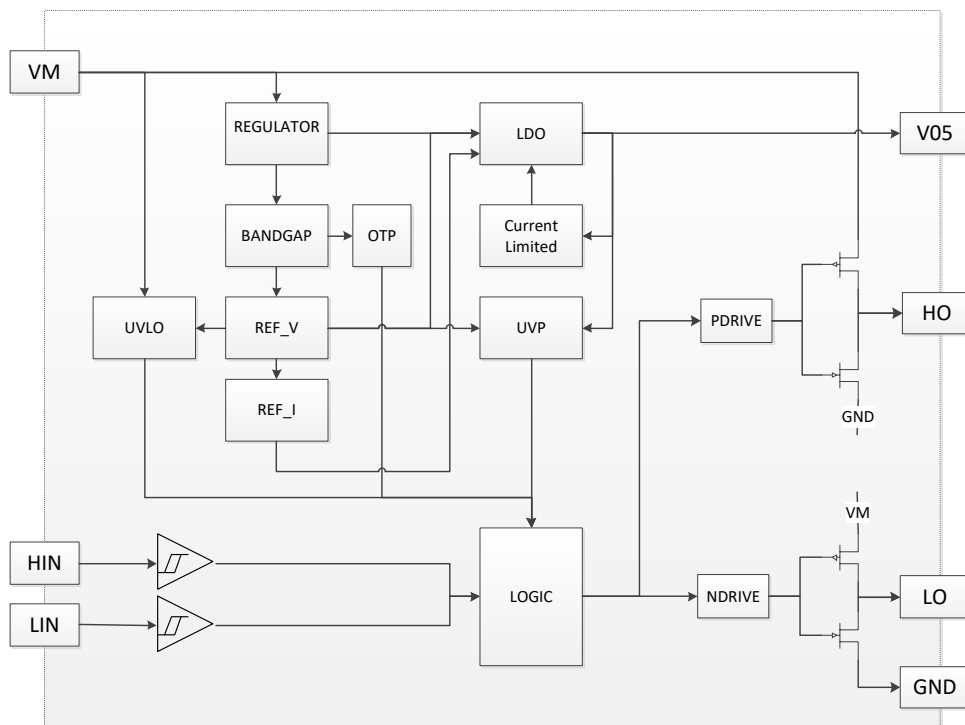 VM
REGULATOR
LDO
V05
BANDGAP
OTP
Current
Limited
UVLO
REF_V
UVP
PDRIVE
HO
REF_I
GND
VM
HIN
LOGIC
NDRIVE
LO
LIN
GND